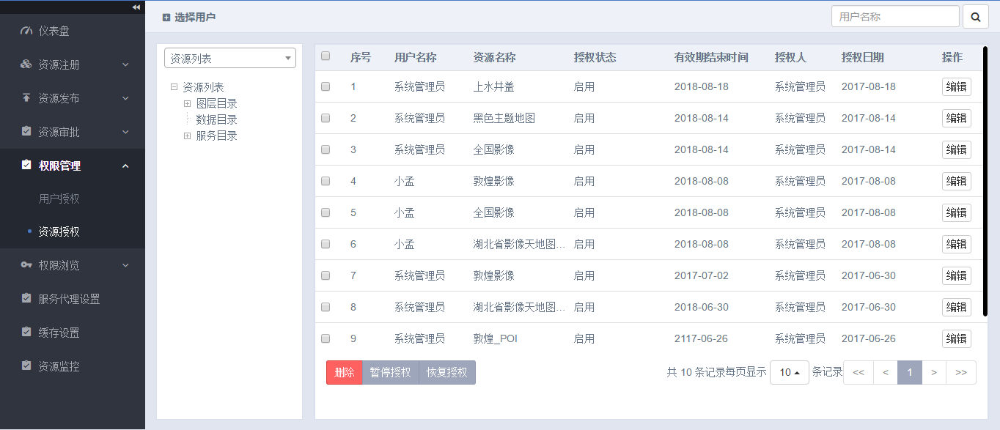 仪表盘
资源注册
资源发布
资源审批
权限管理
用户授权
资源授权
权限浏览
服务代理设置
缓存设置
资源监控
选择用户
用户名称
资源列表
资源列表
图层目录
数据目录
服务目录
序号 用户名称 资源名称 授权状态 有效期结束时间 授权人 授权日期 操作
1 系统管理员 上水井盖 启用 2018-08-18 系统管理员 2017-08-18 编辑
2 系统管理员 黑色主题地图 启用 2018-08-14 系统管理员 2017-08-14 编辑
3 系统管理员 全国影像 启用 2018-08-14 系统管理员 2017-08-14 编辑
4 小孟 敦煌影像 启用 2018-08-08 系统管理员 2017-08-08 编辑
5 小孟 全国影像 启用 2018-08-08 系统管理员 2017-08-08 编辑
6 小孟 湖北省影像天地图... 启用 2018-08-08 系统管理员 2017-08-08 编辑
7 系统管理员 敦煌影像 启用 2017-07-02 系统管理员 2017-06-30 编辑
8 系统管理员 湖北省影像天地图... 启用 2018-06-30 系统管理员 2017-06-30 编辑
9 系统管理员 敦煌_POI 启用 2117-06-26 系统管理员 2017-06-26 编辑
删除 暂停授权 恢复授权 共 10 条记录每页显示 10 条记录 << < 1 > >>